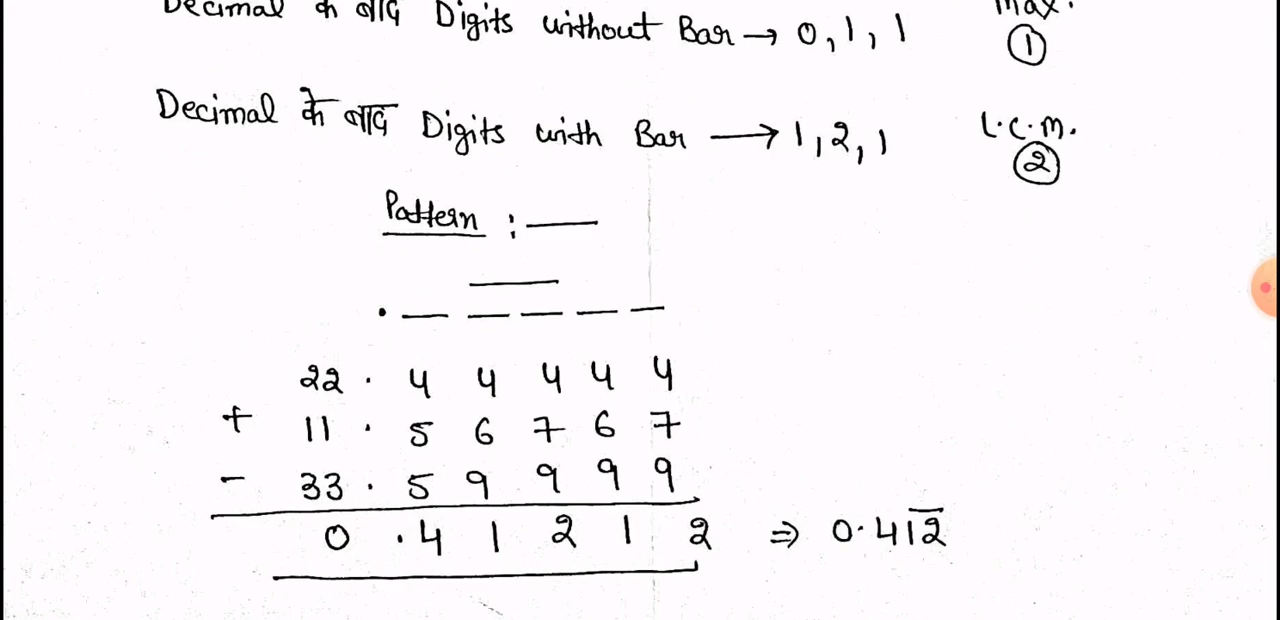 Decimal के बाद Digits without Bar → 0, 1, 1 max. 1
Decimal के बाद Digits with Bar → 1, 2, 1 L.C.M. 2
Pattern :—
. — — — — —
22 . 4 4 4 4 4
+ 11 . 5 6 7 6 7
- 33 . 5 9 9 9 9
0 . 4 1 2 1 2 ⇒ 0.41̅2̅